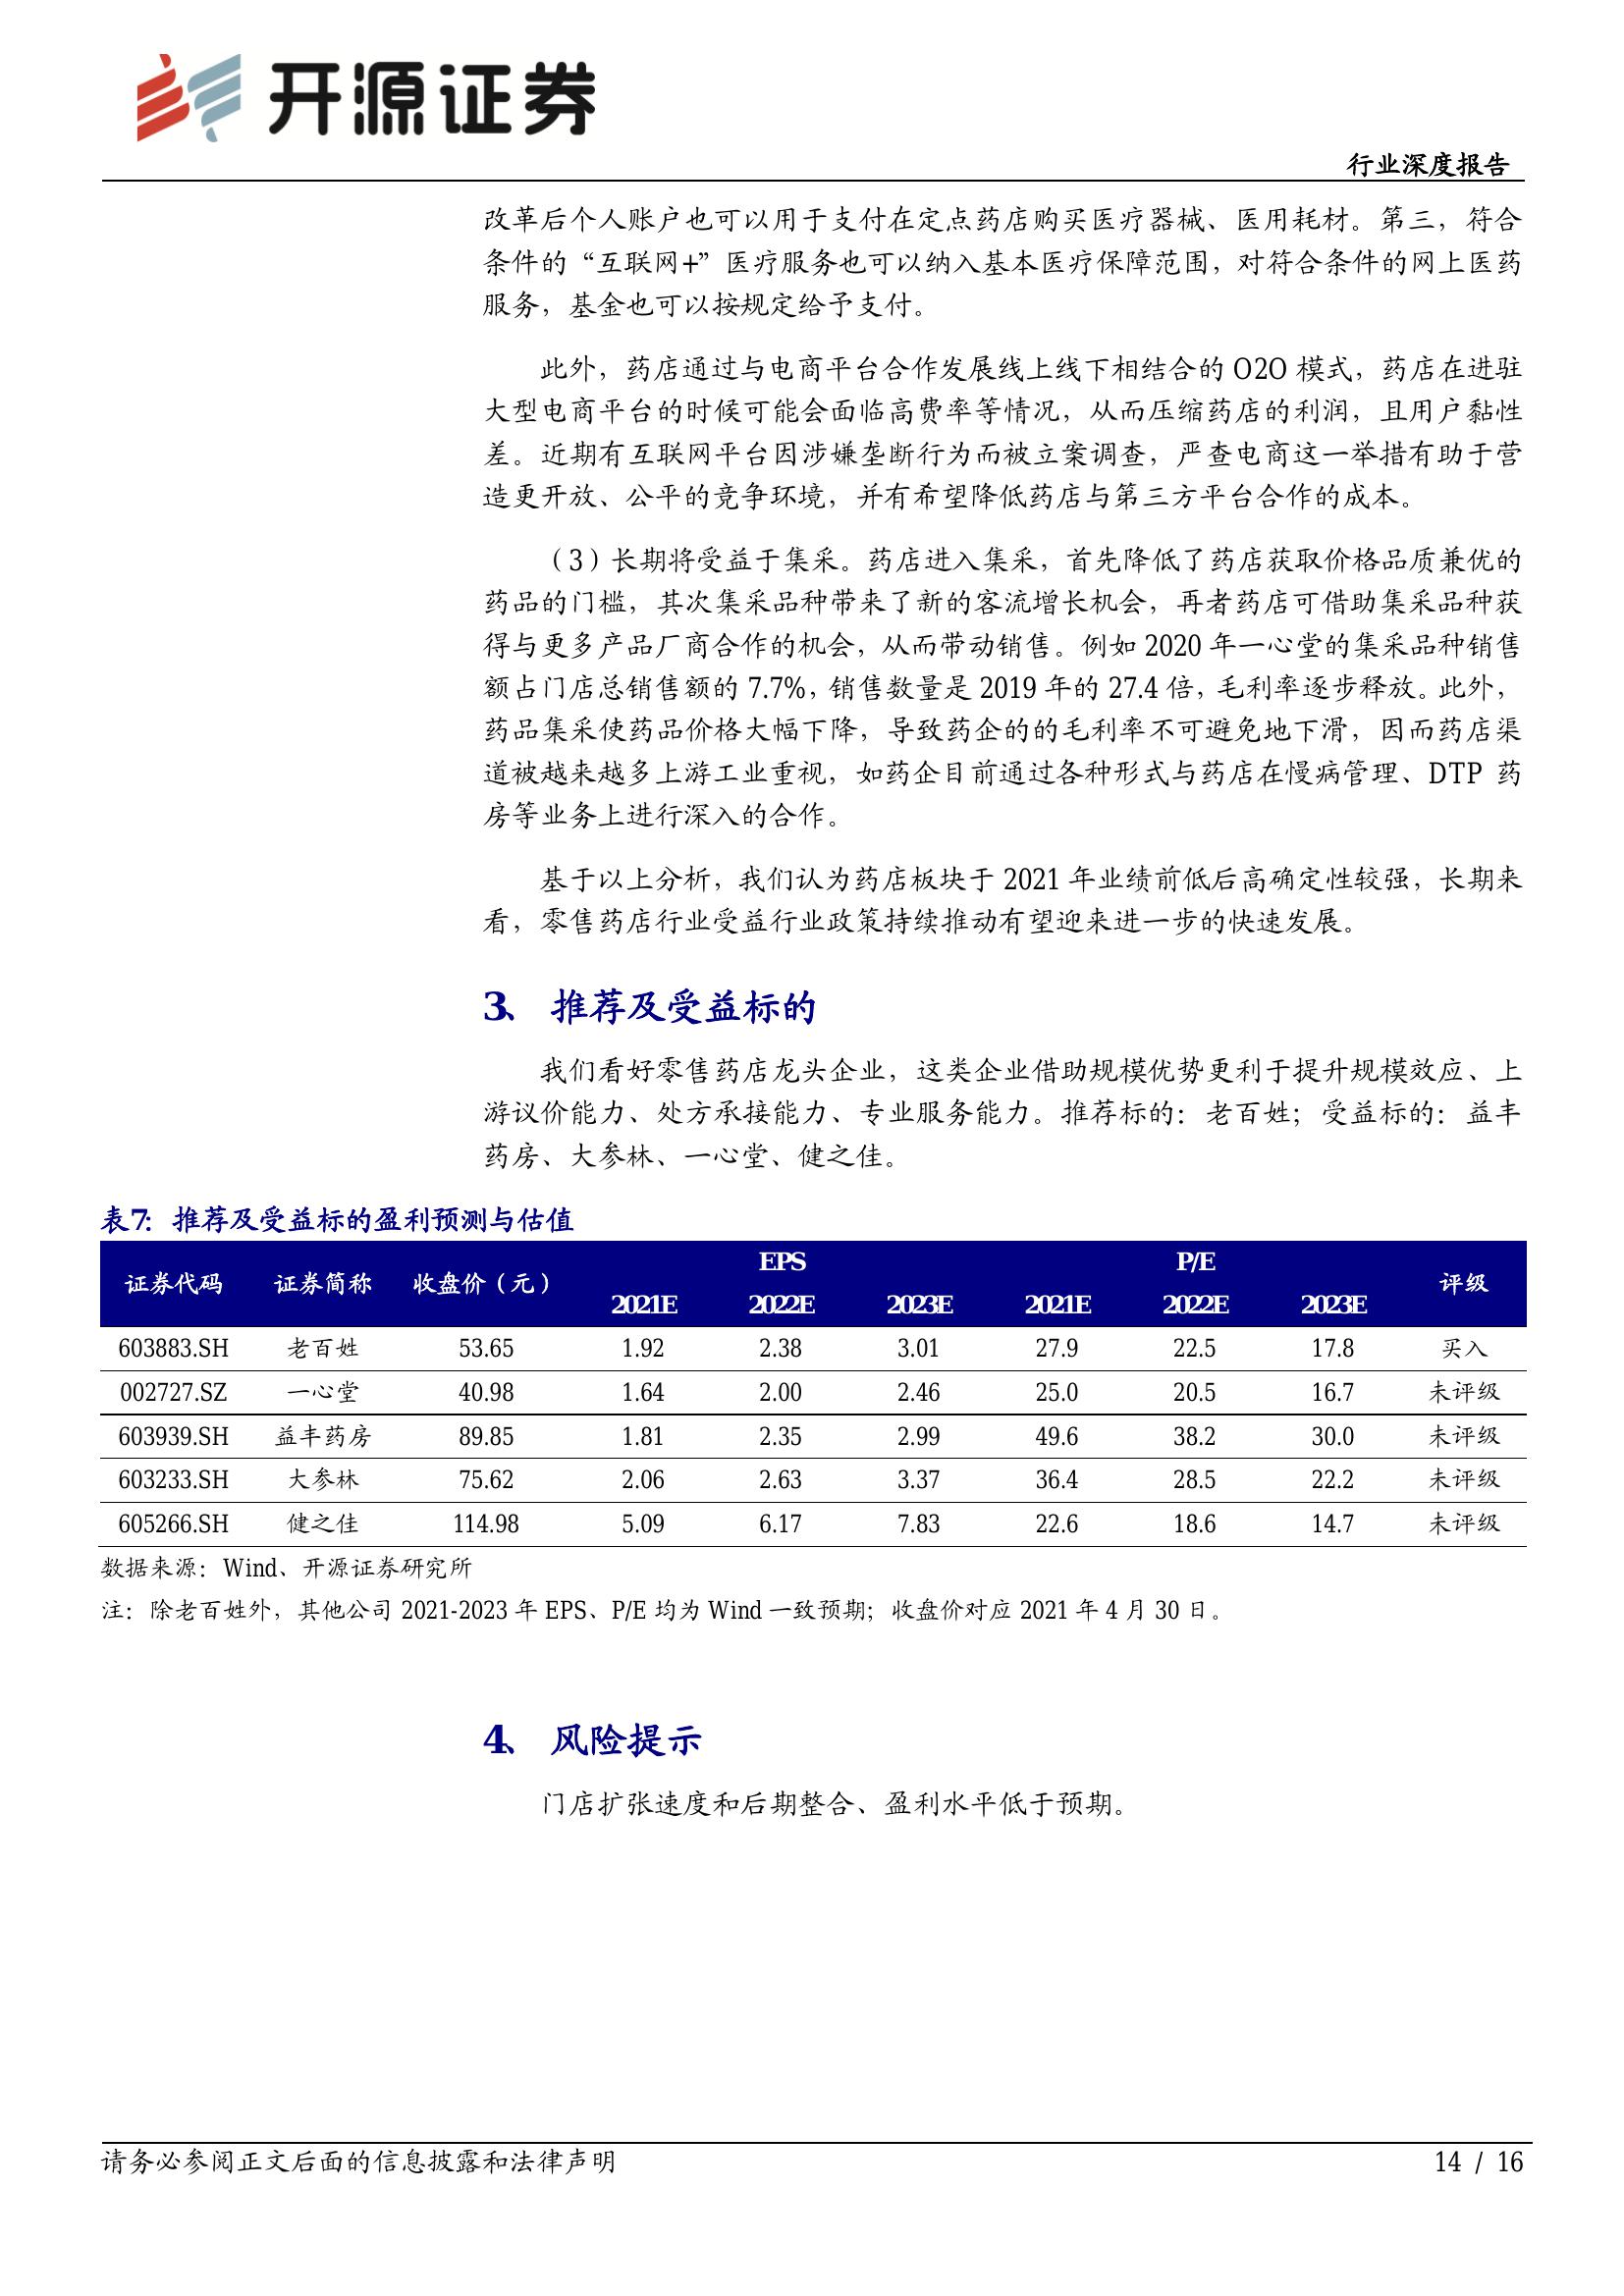 开源证券
行业深度报告
改革后个人账户也可以用于支付在定点药店购买医疗器械、医用耗材。第三，符合
条件的“互联网+”医疗服务也可以纳入基本医疗保障范围，对符合条件的网上医药
服务，基金也可以按规定给予支付。
此外，药店通过与电商平台合作发展线上线下相结合的 O2O 模式，药店在进驻
大型电商平台的时候可能会面临高费率等情况，从而压缩药店的利润，且用户黏性
差。近期有互联网平台因涉嫌垄断行为而被立案调查，严查电商这一举措有助于营
造更开放、公平的竞争环境，并有希望降低药店与第三方平台合作的成本。
（3）长期将受益于集采。药店进入集采，首先降低了药店获取价格品质兼优的
药品的门槛，其次集采品种带来了新的客流增长机会，再者药店可借助集采品种获
得与更多产品厂商合作的机会，从而带动销售。例如 2020 年一心堂的集采品种销售
额占门店总销售额的 7.7%，销售数量是 2019 年的 27.4 倍，毛利率逐步释放。此外，
药品集采使药品价格大幅下降，导致药企的的毛利率不可避免地下滑，因而药店渠
道被越来越多上游工业重视，如药企目前通过各种形式与药店在慢病管理、DTP 药
房等业务上进行深入的合作。
基于以上分析，我们认为药店板块于 2021 年业绩前低后高确定性较强，长期来
看，零售药店行业受益行业政策持续推动有望迎来进一步的快速发展。
3、 推荐及受益标的
我们看好零售药店龙头企业，这类企业借助规模优势更利于提升规模效应、上
游议价能力、处方承接能力、专业服务能力。推荐标的：老百姓；受益标的：益丰
药房、大参林、一心堂、健之佳。
表7：推荐及受益标的盈利预测与估值
证券代码 证券简称 收盘价（元） EPS P/E 评级
2021E 2022E 2023E 2021E 2022E 2023E
603883.SH 老百姓 53.65 1.92 2.38 3.01 27.9 22.5 17.8 买入
002727.SZ 一心堂 40.98 1.64 2.00 2.46 25.0 20.5 16.7 未评级
603939.SH 益丰药房 89.85 1.81 2.35 2.99 49.6 38.2 30.0 未评级
603233.SH 大参林 75.62 2.06 2.63 3.37 36.4 28.5 22.2 未评级
605266.SH 健之佳 114.98 5.09 6.17 7.83 22.6 18.6 14.7 未评级
数据来源：Wind、开源证券研究所
注：除老百姓外，其他公司 2021-2023 年 EPS、P/E 均为 Wind 一致预期；收盘价对应 2021 年 4 月 30 日。
4、 风险提示
门店扩张速度和后期整合、盈利水平低于预期。
请务必参阅正文后面的信息披露和法律声明
14 / 16